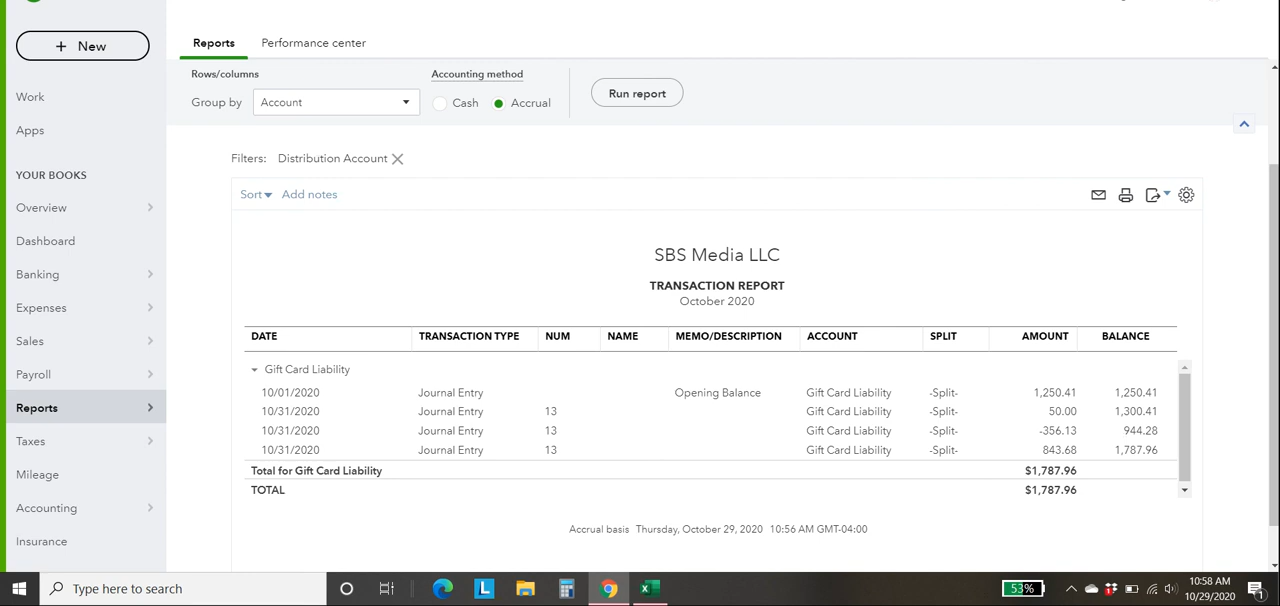 + New
Reports Performance center
Rows/columns Accounting method
Group by Account Cash Accrual Run report
Work
Apps
Filters: Distribution Account
YOUR BOOKS
Sort Add notes
Overview
Dashboard
Banking
Expenses
Sales
Payroll
Reports
Taxes
Mileage
Accounting
Insurance
SBS Media LLC
TRANSACTION REPORT
October 2020
DATE TRANSACTION TYPE NUM NAME MEMO/DESCRIPTION ACCOUNT SPLIT AMOUNT BALANCE
Gift Card Liability
10/01/2020 Journal Entry Opening Balance Gift Card Liability -Split- 1,250.41 1,250.41
10/31/2020 Journal Entry 13 Gift Card Liability -Split- 50.00 1,300.41
10/31/2020 Journal Entry 13 Gift Card Liability -Split- -356.13 944.28
10/31/2020 Journal Entry 13 Gift Card Liability -Split- 843.68 1,787.96
Total for Gift Card Liability $1,787.96
TOTAL $1,787.96
Accrual basis Thursday, October 29, 2020 10:56 AM GMT-04:00
Type here to search
53%
10:58 AM
10/29/2020
1